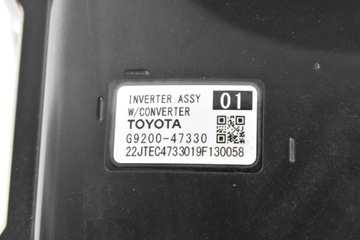 INVERTER ASSY 01
W/CONVERTER
TOYOTA
G9200-47330
22JTEC4733019F130058